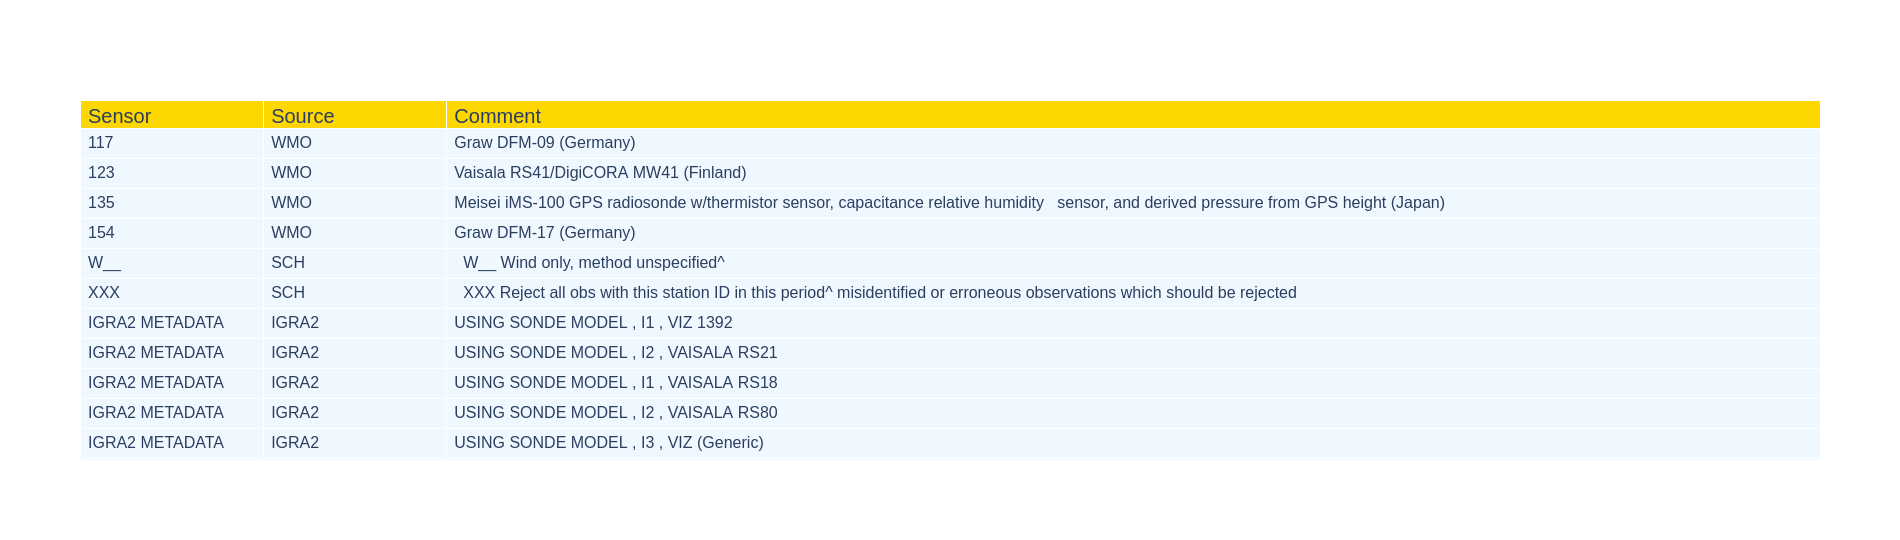 Sensor Source Comment
117 WMO Graw DFM-09 (Germany)
123 WMO Vaisala RS41/DigiCORA MW41 (Finland)
135 WMO Meisei iMS-100 GPS radiosonde w/thermistor sensor, capacitance relative humidity   sensor, and derived pressure from GPS height (Japan)
154 WMO Graw DFM-17 (Germany)
W__ SCH W__ Wind only, method unspecified^
XXX SCH XXX Reject all obs with this station ID in this period^ misidentified or erroneous observations which should be rejected
IGRA2 METADATA IGRA2 USING SONDE MODEL , I1 , VIZ 1392
IGRA2 METADATA IGRA2 USING SONDE MODEL , I2 , VAISALA RS21
IGRA2 METADATA IGRA2 USING SONDE MODEL , I1 , VAISALA RS18
IGRA2 METADATA IGRA2 USING SONDE MODEL , I2 , VAISALA RS80
IGRA2 METADATA IGRA2 USING SONDE MODEL , I3 , VIZ (Generic)